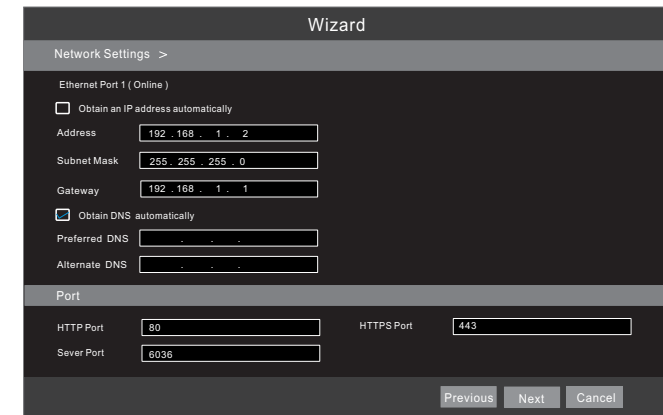 Wizard
Network Settings >
Ethernet Port 1 ( Online )
Obtain an IP address automatically
Address 192 . 168 . 1 . 2
Subnet Mask 255 . 255 . 255 . 0
Gateway 192 . 168 . 1 . 1
Obtain DNS automatically
Preferred DNS . . .
Alternate DNS . . .
Port
HTTP Port 80 HTTPS Port 443
Sever Port 6036
Previous Next Cancel